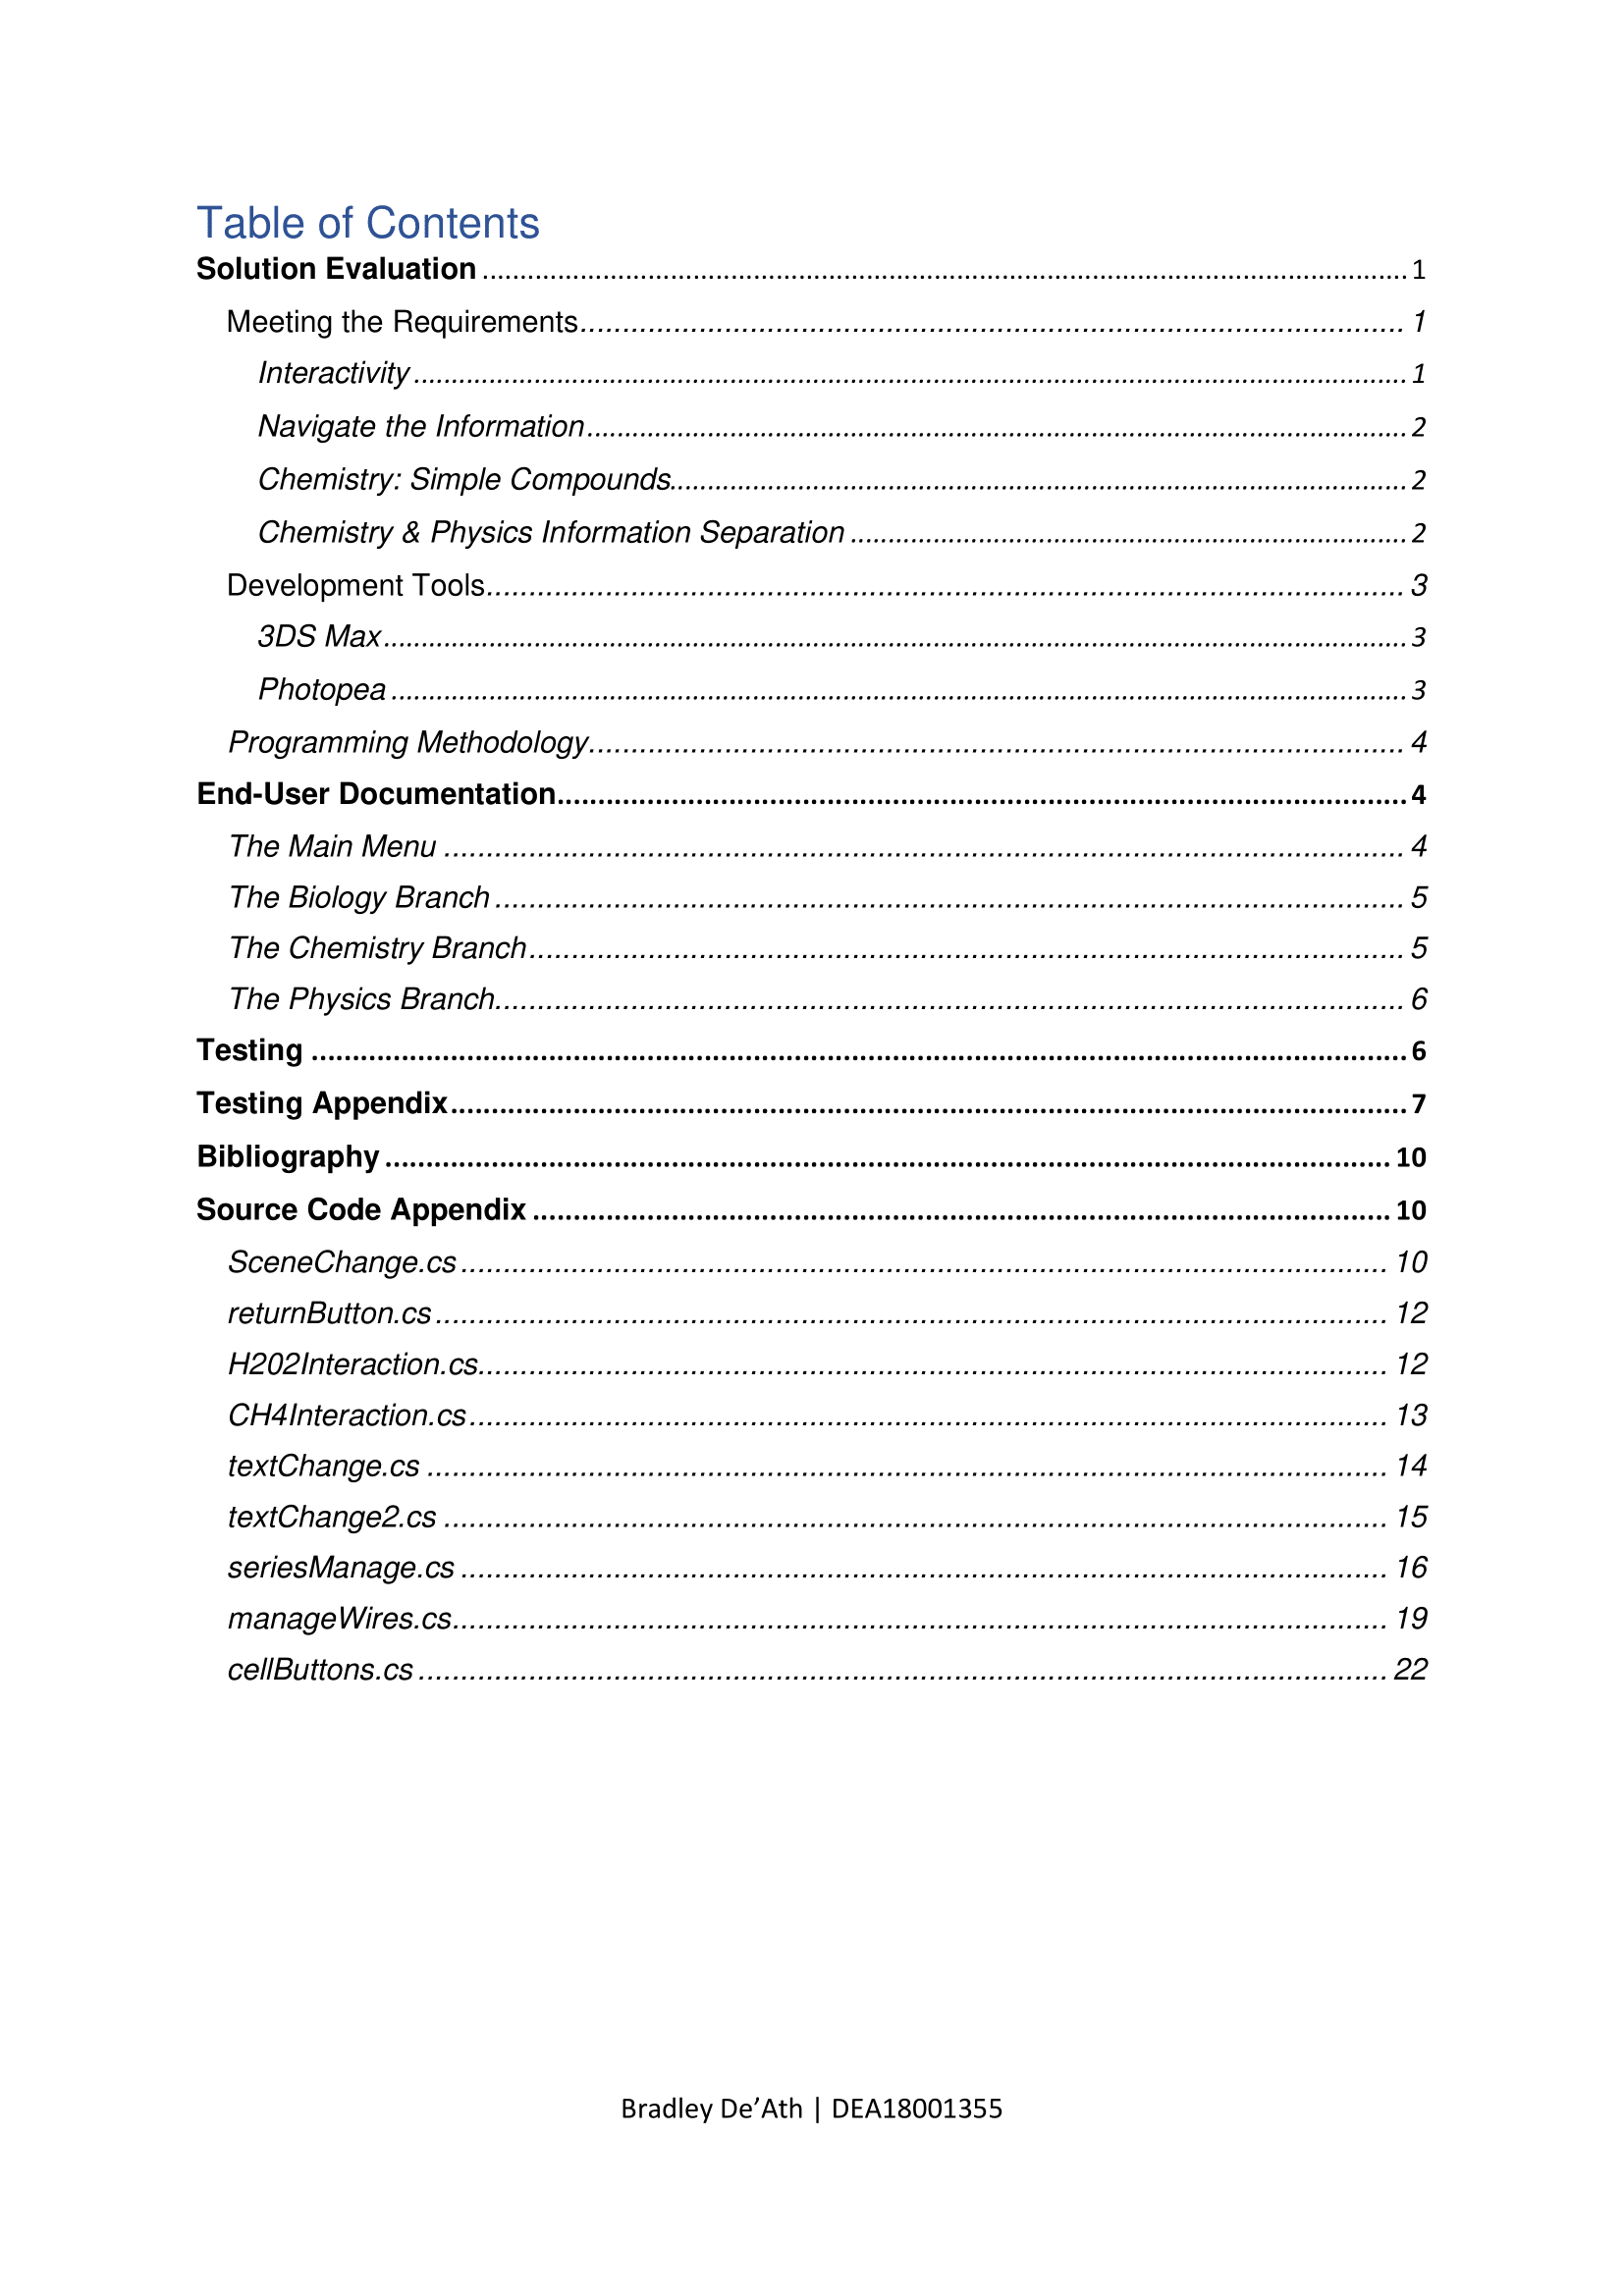 Table of Contents
Solution Evaluation ........ 1
Meeting the Requirements ........ 1
Interactivity ........ 1
Navigate the Information ........ 2
Chemistry: Simple Compounds ........ 2
Chemistry & Physics Information Separation ........ 2
Development Tools ........ 3
3DS Max ........ 3
Photopea ........ 3
Programming Methodology ........ 4
End-User Documentation ........ 4
The Main Menu ........ 4
The Biology Branch ........ 5
The Chemistry Branch ........ 5
The Physics Branch ........ 6
Testing ........ 6
Testing Appendix ........ 7
Bibliography ........ 10
Source Code Appendix ........ 10
SceneChange.cs ........ 10
returnButton.cs ........ 12
H202Interaction.cs ........ 12
CH4Interaction.cs ........ 13
textChange.cs ........ 14
textChange2.cs ........ 15
seriesManage.cs ........ 16
manageWires.cs ........ 19
cellButtons.cs ........ 22
Bradley De’Ath | DEA18001355